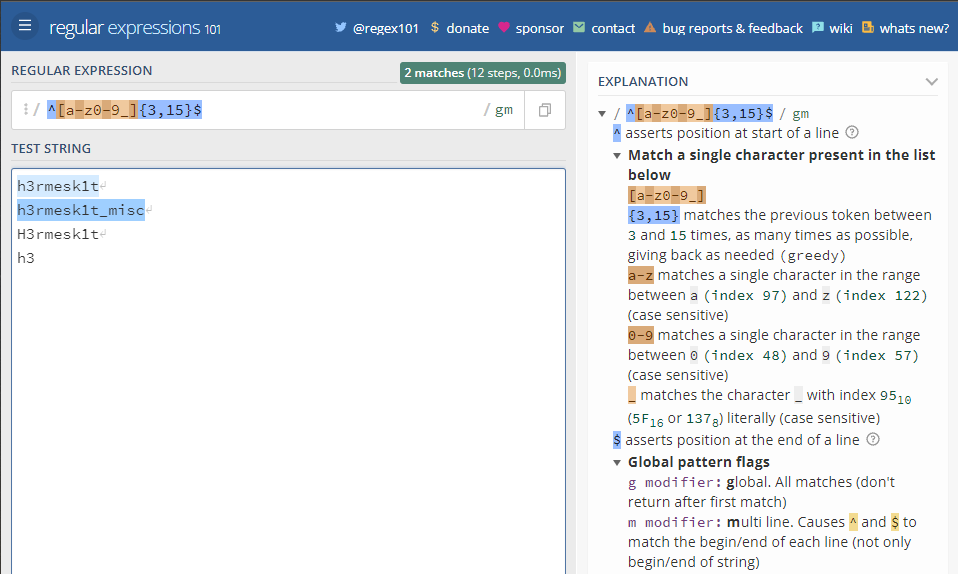 regular expressions 101
@regex101
$ donate
sponsor
contact
bug reports & feedback
wiki
whats new?
REGULAR EXPRESSION
2 matches (12 steps, 0.0ms)
/ ^[a-z0-9_]{3,15}$ / gm
TEST STRING
h3rmesk1t
h3rmesk1t_misc
H3rmesk1t
h3
EXPLANATION
/ ^[a-z0-9_]{3,15}$ / gm
^ asserts position at start of a line
Match a single character present in the list
below
[a-z0-9_]
{3,15} matches the previous token between
3 and 15 times, as many times as possible,
giving back as needed (greedy)
a-z matches a single character in the range
between a (index 97) and z (index 122)
(case sensitive)
0-9 matches a single character in the range
between 0 (index 48) and 9 (index 57)
(case sensitive)
_ matches the character _ with index 95₁₀
(5F₁₆ or 137₈) literally (case sensitive)
$ asserts position at the end of a line
Global pattern flags
g modifier: global. All matches (don't
return after first match)
m modifier: multi line. Causes ^ and $ to
match the begin/end of each line (not only
begin/end of string)